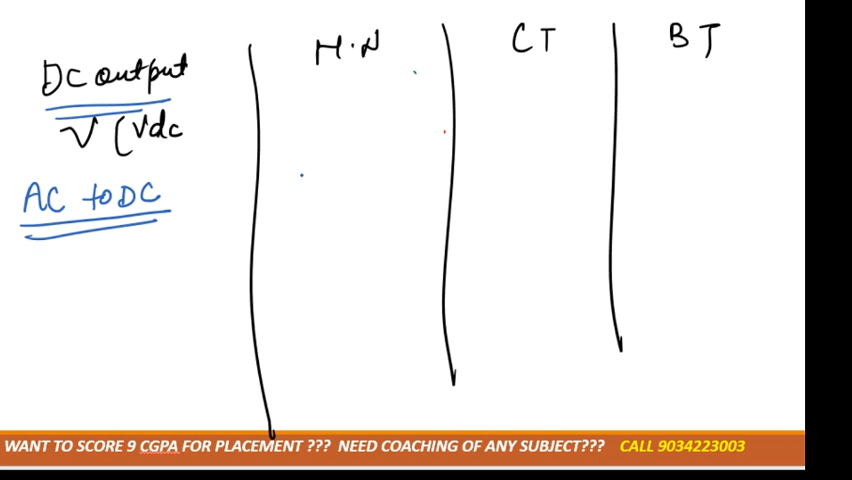 H.W CT BT
DC output
V (Vdc
AC to DC
WANT TO SCORE 9 CGPA FOR PLACEMENT ??? NEED COACHING OF ANY SUBJECT??? CALL 9034223003